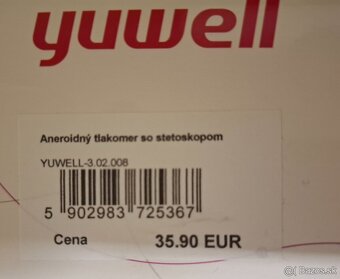 yuwell
Aneroidný tlakomer so stetoskopom
YUWELL-3.02.008
5 902983 725367
Cena 35.90 EUR
Bazos.sk